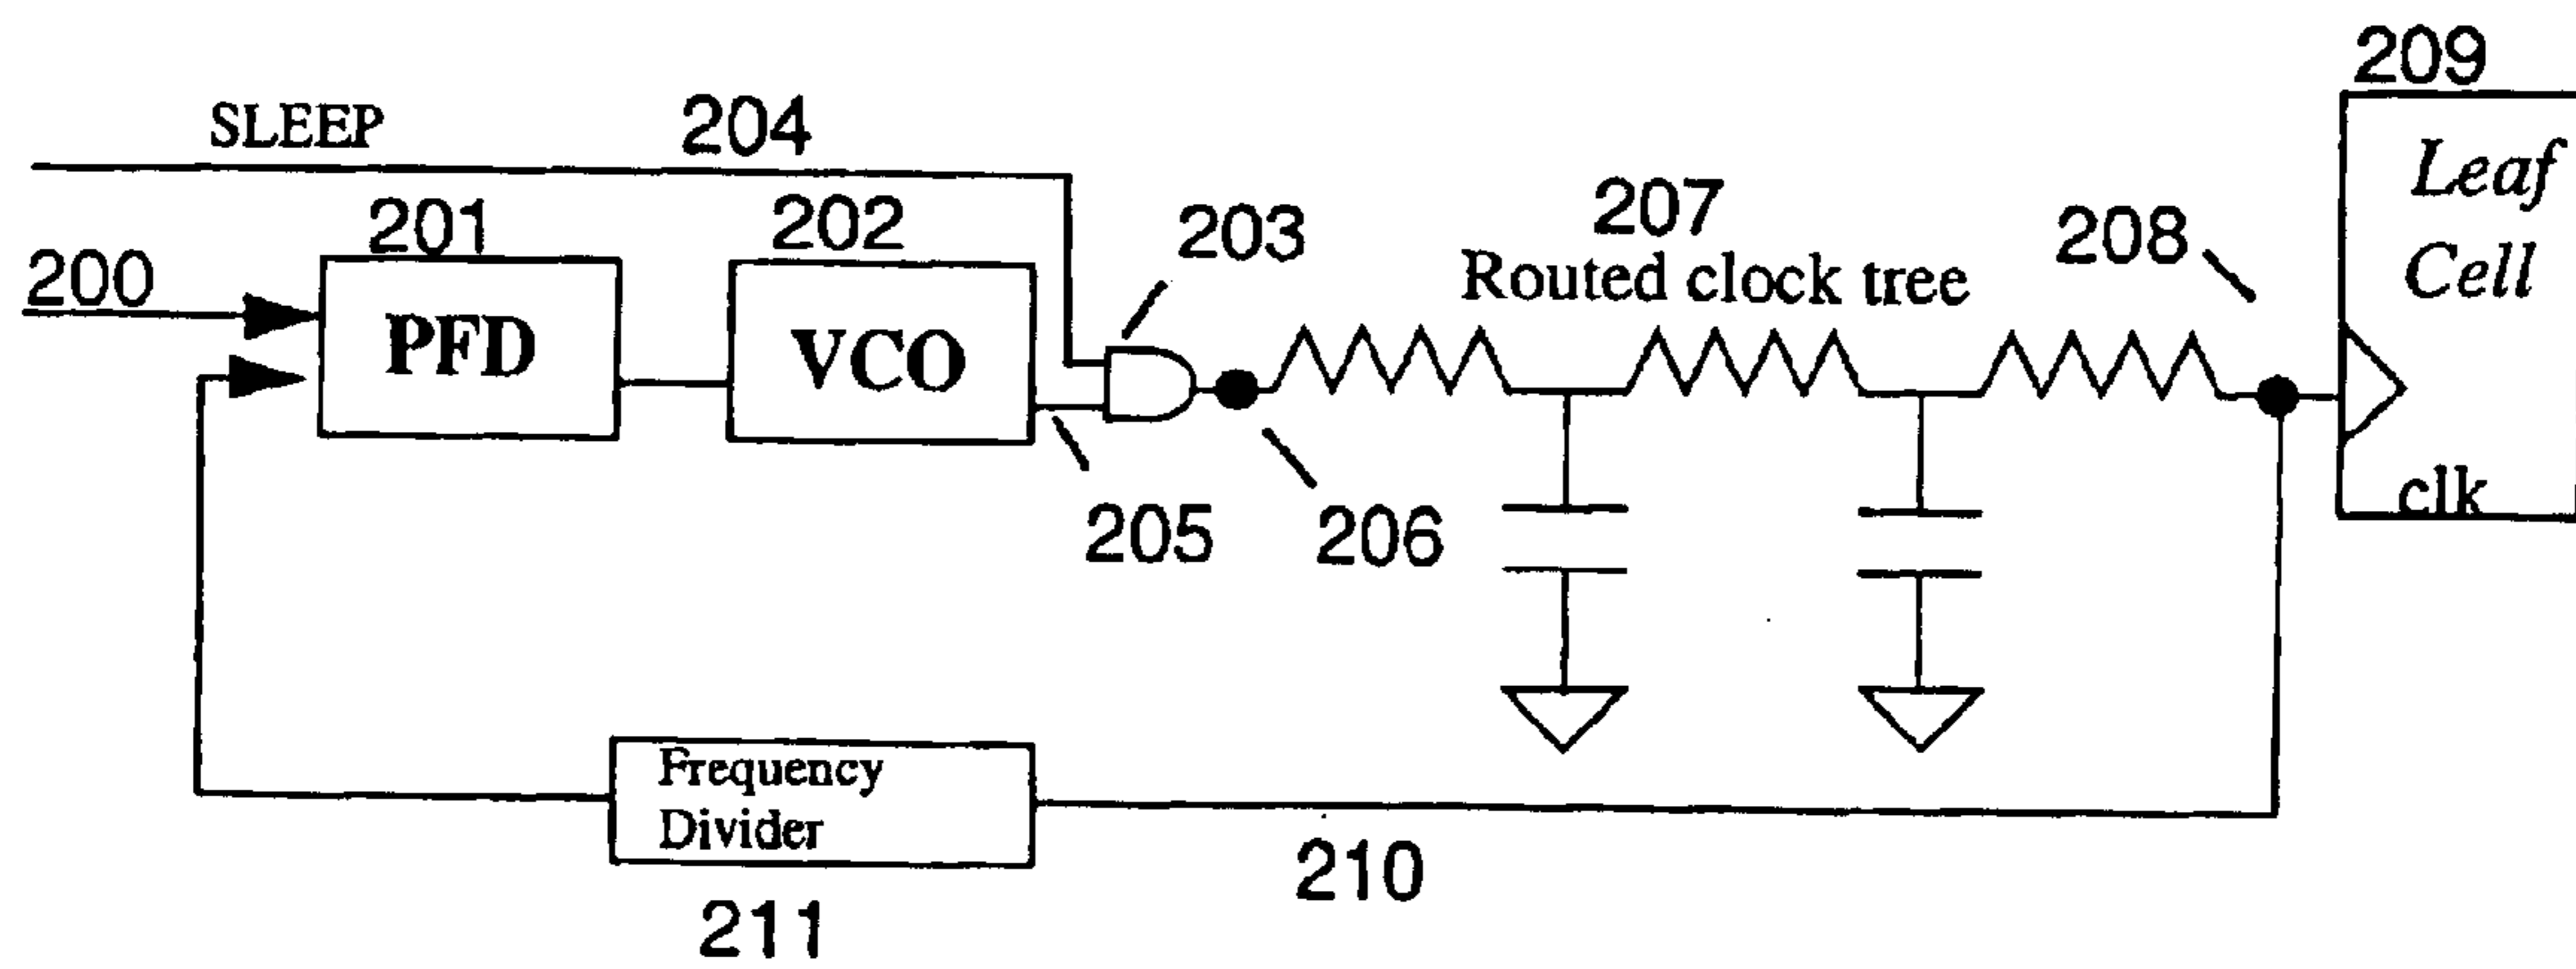 209
SLEEP
204
Leaf
Cell
201
202
203
207
208
200
Routed clock tree
PFD
VCO
clk
205
206
Frequency
Divider
210
211